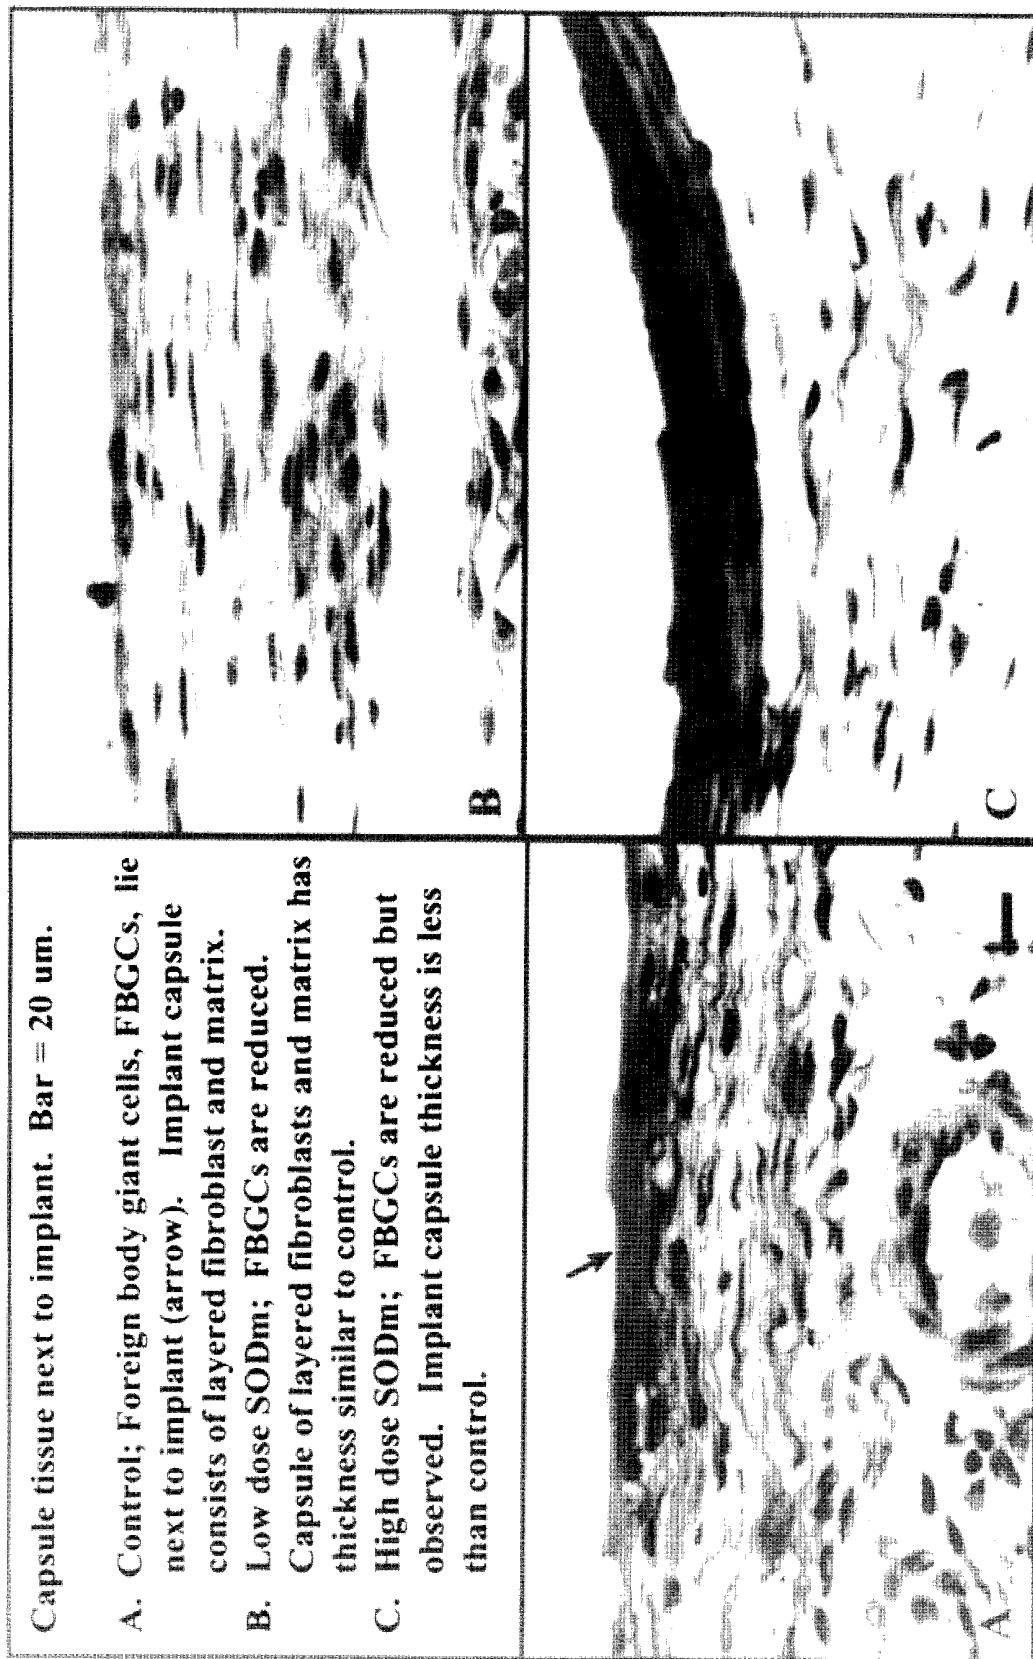 Capsule tissue next to implant. Bar = 20 um.
A. Control; Foreign body giant cells, FBGCs, lie
next to implant (arrow). Implant capsule
consists of layered fibroblast and matrix.
B. Low dose SODm; FBGCs are reduced.
Capsule of layered fibroblasts and matrix has
thickness similar to control.
C. High dose SODm; FBGCs are reduced but
observed. Implant capsule thickness is less
than control.
B
A
C